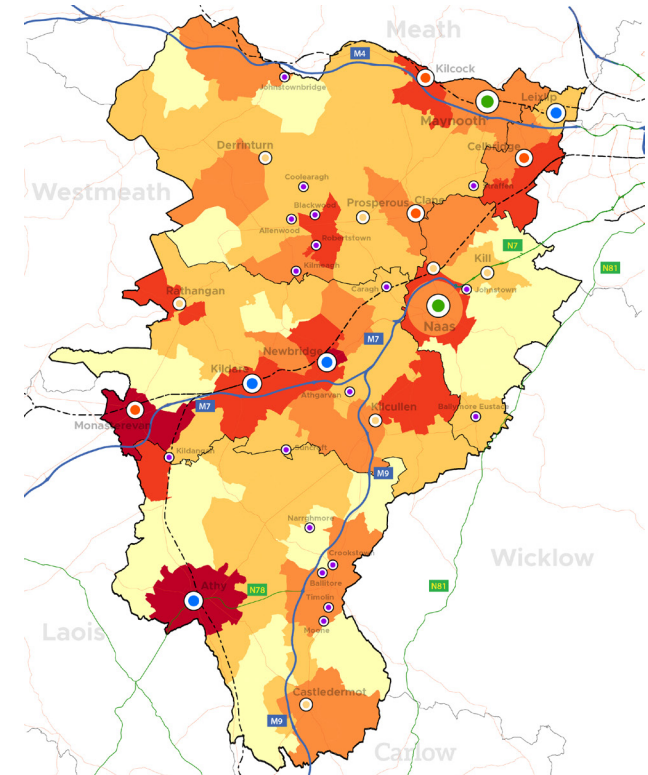 Meath
M4
Kilcock
Johnstownbridge
Leixlip
Maynooth
Derrinturn
Celbridge
Westmeath
Coolearagh
Straffan
Blackwood
Prosperous
Clane
Allenwood
Robertstown
N7
Kilmeagh
Kill
N81
Rathangan
Caragh
Johnstown
Naas
M7
Newbridge
Kildare
Athgarvan
M7
Kilcullen
Ballymore Eustace
Monasterevan
Suncroft
Kildangan
M9
Narraghmore
Wicklow
Crookstown
Ballitore
N81
Athy
N78
Timolin
Moone
Laois
Castledermot
M9
Carlow